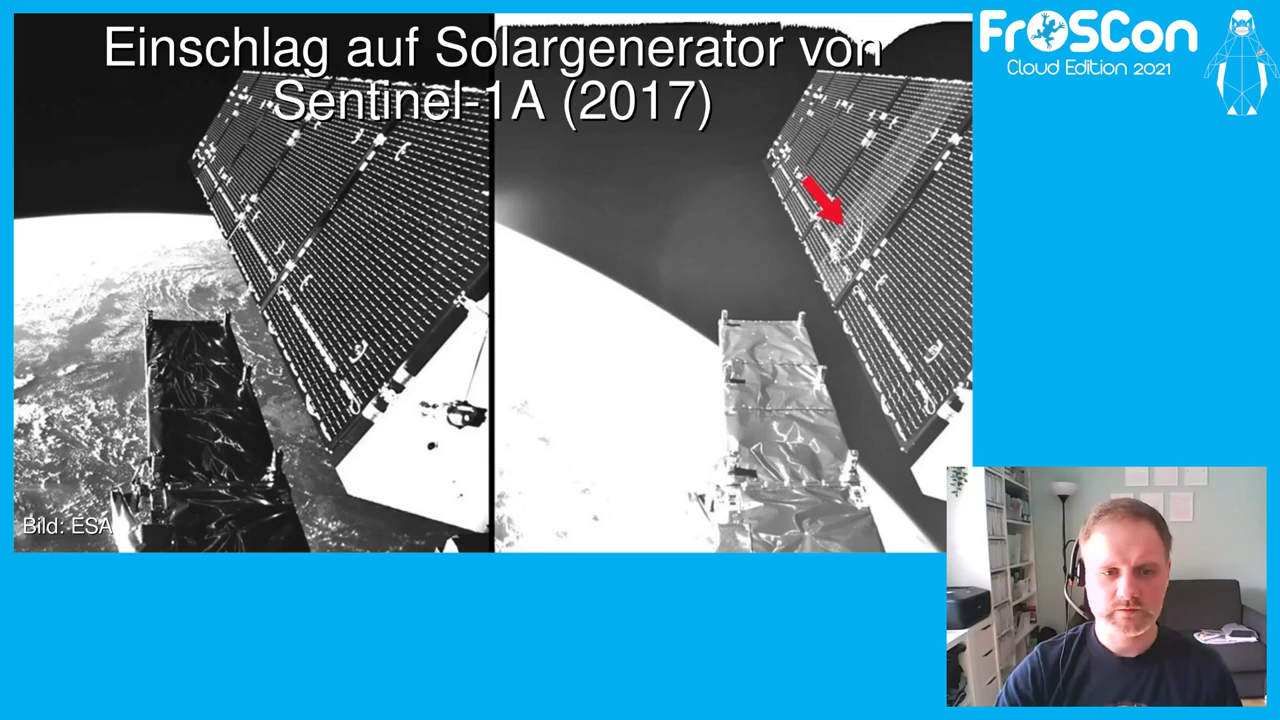 Einschlag auf Solargenerator von
Sentinel-1A (2017)
FrOSCon
Cloud Edition 2021
Bild: ESA